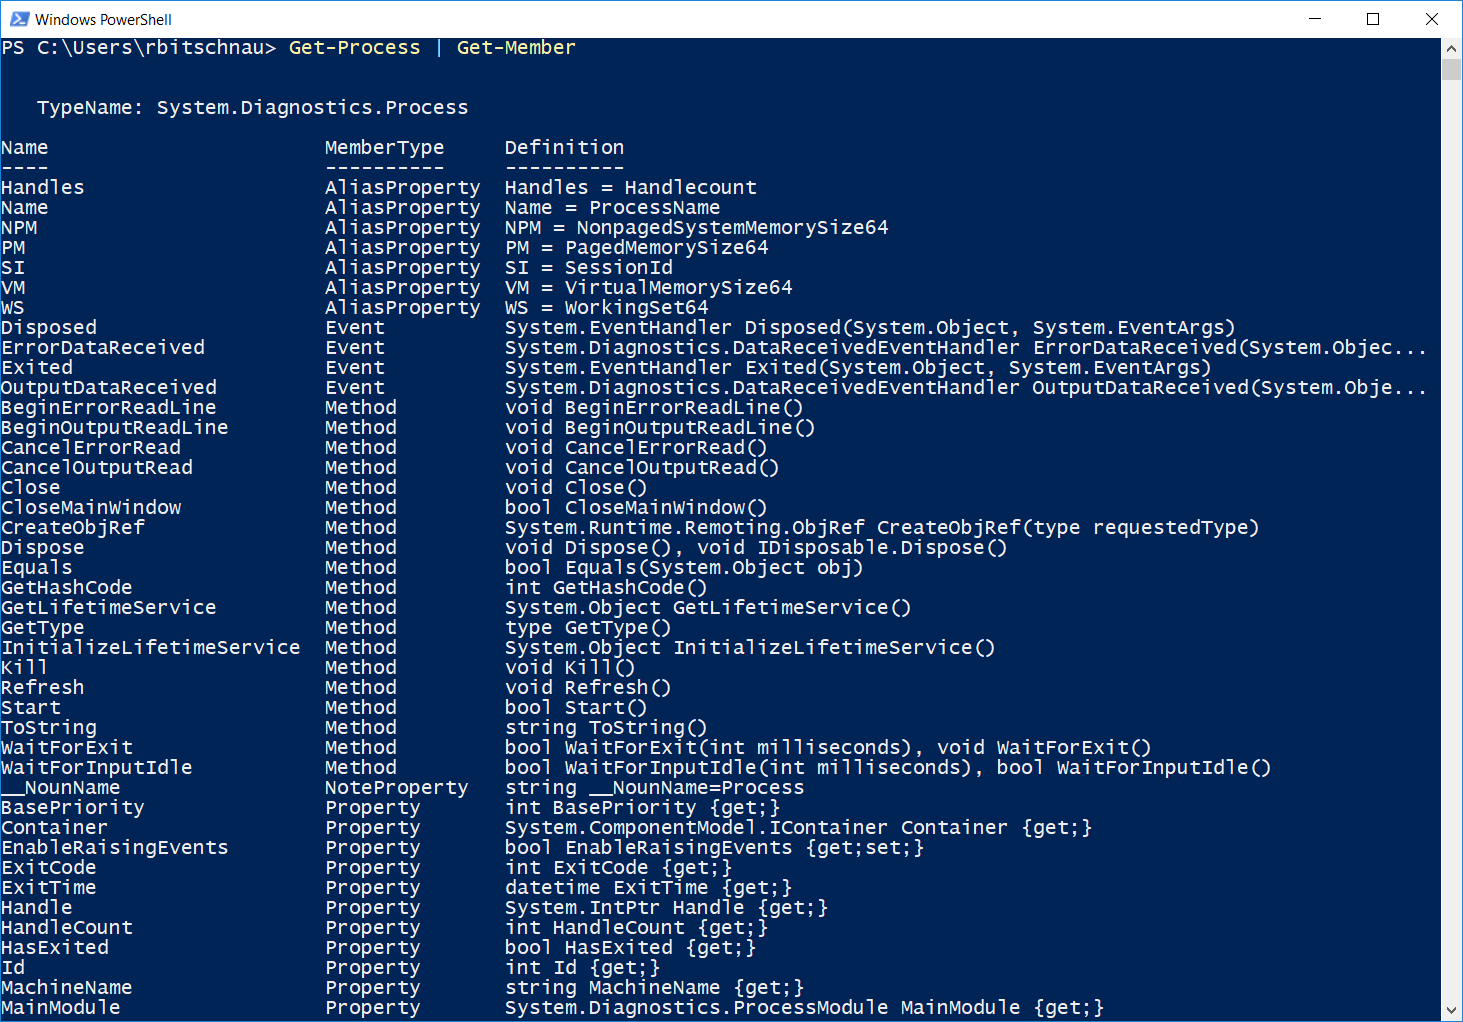 Windows PowerShell
PS C:\Users\rbitschnau> Get-Process | Get-Member
TypeName: System.Diagnostics.Process
Name MemberType Definition
---- ---------- ----------
Handles AliasProperty Handles = Handlecount
Name AliasProperty Name = ProcessName
NPM AliasProperty NPM = NonpagedSystemMemorySize64
PM AliasProperty PM = PagedMemorySize64
SI AliasProperty SI = SessionId
VM AliasProperty VM = VirtualMemorySize64
WS AliasProperty WS = WorkingSet64
Disposed Event System.EventHandler Disposed(System.Object, System.EventArgs)
ErrorDataReceived Event System.Diagnostics.DataReceivedEventHandler ErrorDataReceived(System.Objec...
Exited Event System.EventHandler Exited(System.Object, System.EventArgs)
OutputDataReceived Event System.Diagnostics.DataReceivedEventHandler OutputDataReceived(System.Obje...
BeginErrorReadLine Method void BeginErrorReadLine()
BeginOutputReadLine Method void BeginOutputReadLine()
CancelErrorRead Method void CancelErrorRead()
CancelOutputRead Method void CancelOutputRead()
Close Method void Close()
CloseMainWindow Method bool CloseMainWindow()
CreateObjRef Method System.Runtime.Remoting.ObjRef CreateObjRef(type requestedType)
Dispose Method void Dispose(), void IDisposable.Dispose()
Equals Method bool Equals(System.Object obj)
GetHashCode Method int GetHashCode()
GetLifetimeService Method System.Object GetLifetimeService()
GetType Method type GetType()
InitializeLifetimeService Method System.Object InitializeLifetimeService()
Kill Method void Kill()
Refresh Method void Refresh()
Start Method bool Start()
ToString Method string ToString()
WaitForExit Method bool WaitForExit(int milliseconds), void WaitForExit()
WaitForInputIdle Method bool WaitForInputIdle(int milliseconds), bool WaitForInputIdle()
__NounName NoteProperty string __NounName=Process
BasePriority Property int BasePriority {get;}
Container Property System.ComponentModel.IContainer Container {get;}
EnableRaisingEvents Property bool EnableRaisingEvents {get;set;}
ExitCode Property int ExitCode {get;}
ExitTime Property datetime ExitTime {get;}
Handle Property System.IntPtr Handle {get;}
HandleCount Property int HandleCount {get;}
HasExited Property bool HasExited {get;}
Id Property int Id {get;}
MachineName Property string MachineName {get;}
MainModule Property System.Diagnostics.ProcessModule MainModule {get;}